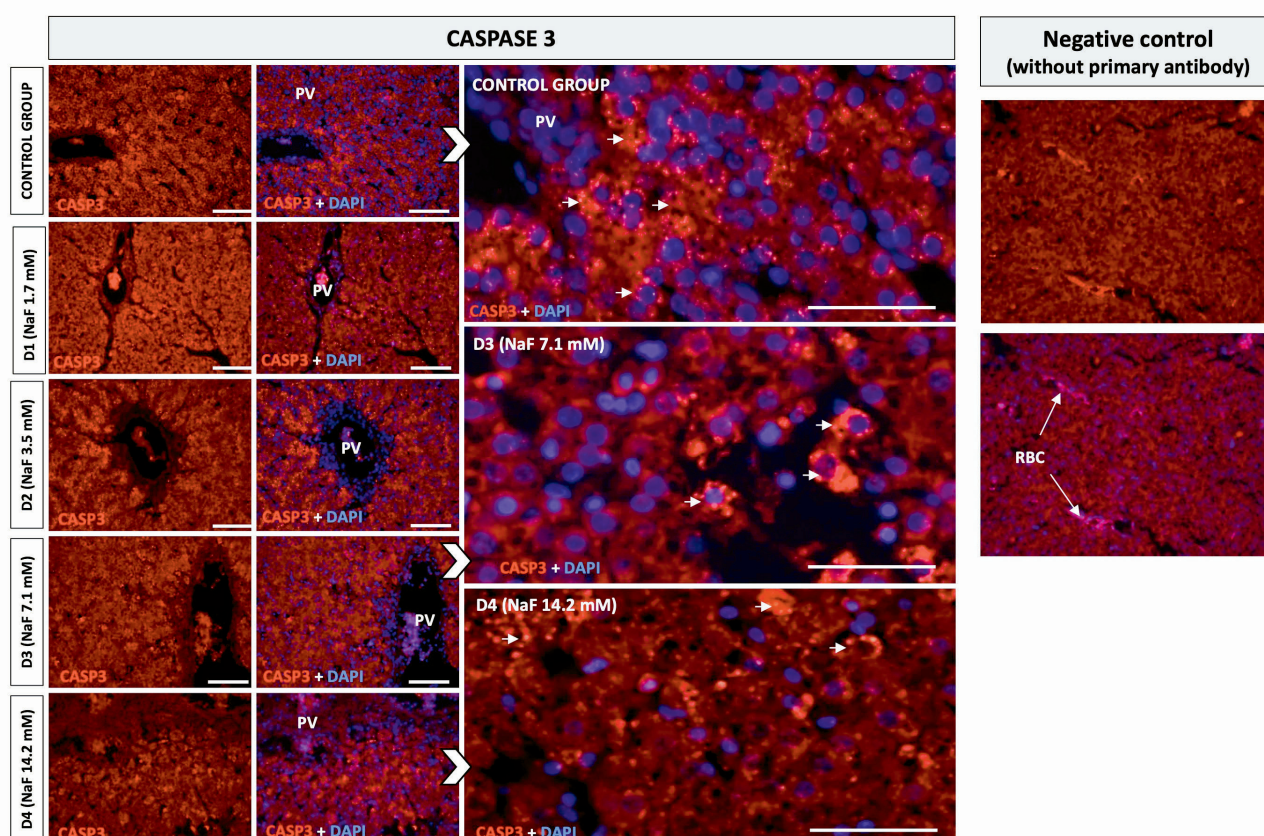 CASPASE 3
Negative control
(without primary antibody)
CONTROL GROUP
CASP3
PV
CASP3 + DAPI
CONTROL GROUP
PV
CASP3 + DAPI
D1 (NaF 1.7 mM)
CASP3
PV
CASP3 + DAPI
D2 (NaF 3.5 mM)
CASP3
PV
CASP3 + DAPI
D3 (NaF 7.1 mM)
CASP3 + DAPI
D3 (NaF 7.1 mM)
CASP3
PV
CASP3 + DAPI
D4 (NaF 14.2 mM)
CASP3 + DAPI
D4 (NaF 14.2 mM)
CASP3
PV
CASP3 + DAPI
RBC